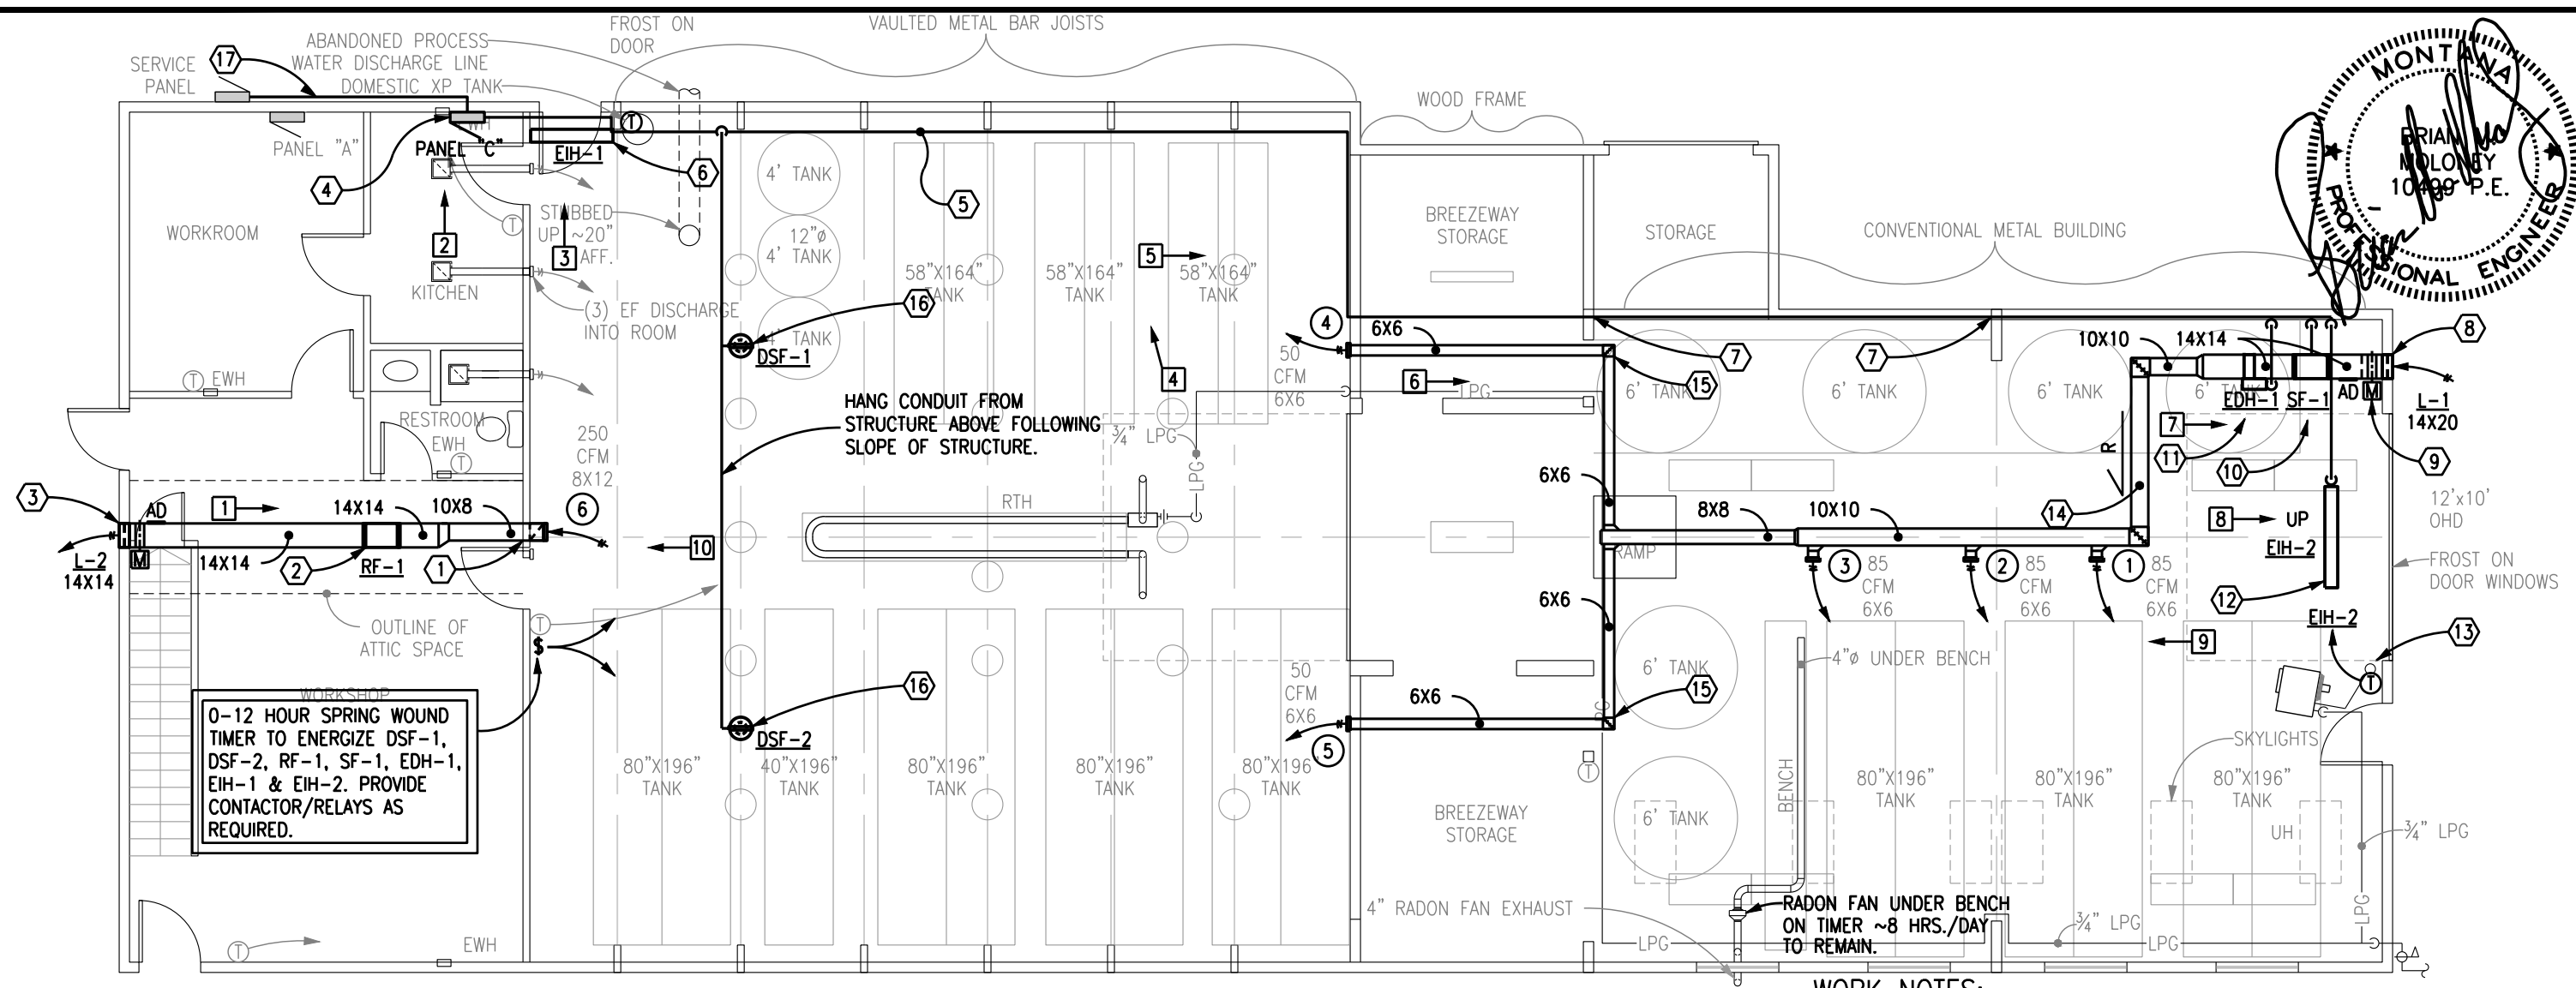 FROST ON
DOOR
VAULTED METAL BAR JOISTS
ABANDONED PROCESS
WATER DISCHARGE LINE
DOMESTIC XP TANK
SERVICE
PANEL
17
WOOD FRAME
MONTANA
BRIAN
MOLONEY
10499 P.E.
PROFESSIONAL ENGINEER
PANEL "A"
EWH
PANEL "C"
EIH-1
T
4
6
5
4' TANK
WORKROOM
2
T
STUBBED
UP ~20"
AFF.
3
12"ø
4' TANK
KITCHEN
(3) EF DISCHARGE
INTO ROOM
4' TANK
58"X164"
TANK
58"X164"
TANK
58"X164"
TANK
5
16
DSF-1
4
BREEZEWAY
STORAGE
STORAGE
CONVENTIONAL METAL BUILDING
4
6X6
50
CFM
6X6
6
LPG
7
7
15
6' TANK
6' TANK
6' TANK
6' TANK
10X10
14X14
8
EDH-1
SF-1
AD
M
L-1
14X20
7
11
10
9
R
14
T
EWH
RESTROOM
EWH
T
HANG CONDUIT FROM
STRUCTURE ABOVE FOLLOWING
SLOPE OF STRUCTURE.
3/4" LPG
LPG
250
CFM
8X12
3
AD
1
14X14
10X8
6
L-2
14X14
M
14X14
2
RF-1
1
10
RTH
6X6
8X8
10X10
RAMP
3
85
CFM
6X6
2
85
CFM
6X6
1
85
CFM
6X6
8
UP
EIH-2
12
12'x10'
OHD
FROST ON
DOOR WINDOWS
6X6
EIH-2
13
T
9
OUTLINE OF
ATTIC SPACE
T
$
WORKSHOP
0-12 HOUR SPRING WOUND
TIMER TO ENERGIZE DSF-1,
DSF-2, RF-1, SF-1, EDH-1,
EIH-1 & EIH-2. PROVIDE
CONTACTOR/RELAYS AS
REQUIRED.
16
DSF-2
50
CFM
6X6
5
6X6
15
6' TANK
4"ø UNDER BENCH
BENCH
80"X196"
TANK
40"X196"
TANK
80"X196"
TANK
80"X196"
TANK
80"X196
TANK
T
BREEZEWAY
STORAGE
6' TANK
80"X196"
TANK
80"X196"
TANK
80"X196"
TANK
SKYLIGHTS
UH
3/4" LPG
LPG
4" RADON FAN EXHAUST
RADON FAN UNDER BENCH
ON TIMER ~8 HRS./DAY
TO REMAIN.
3/4" LPG
LPG
LPG
T
EWH
WORK NOTES: